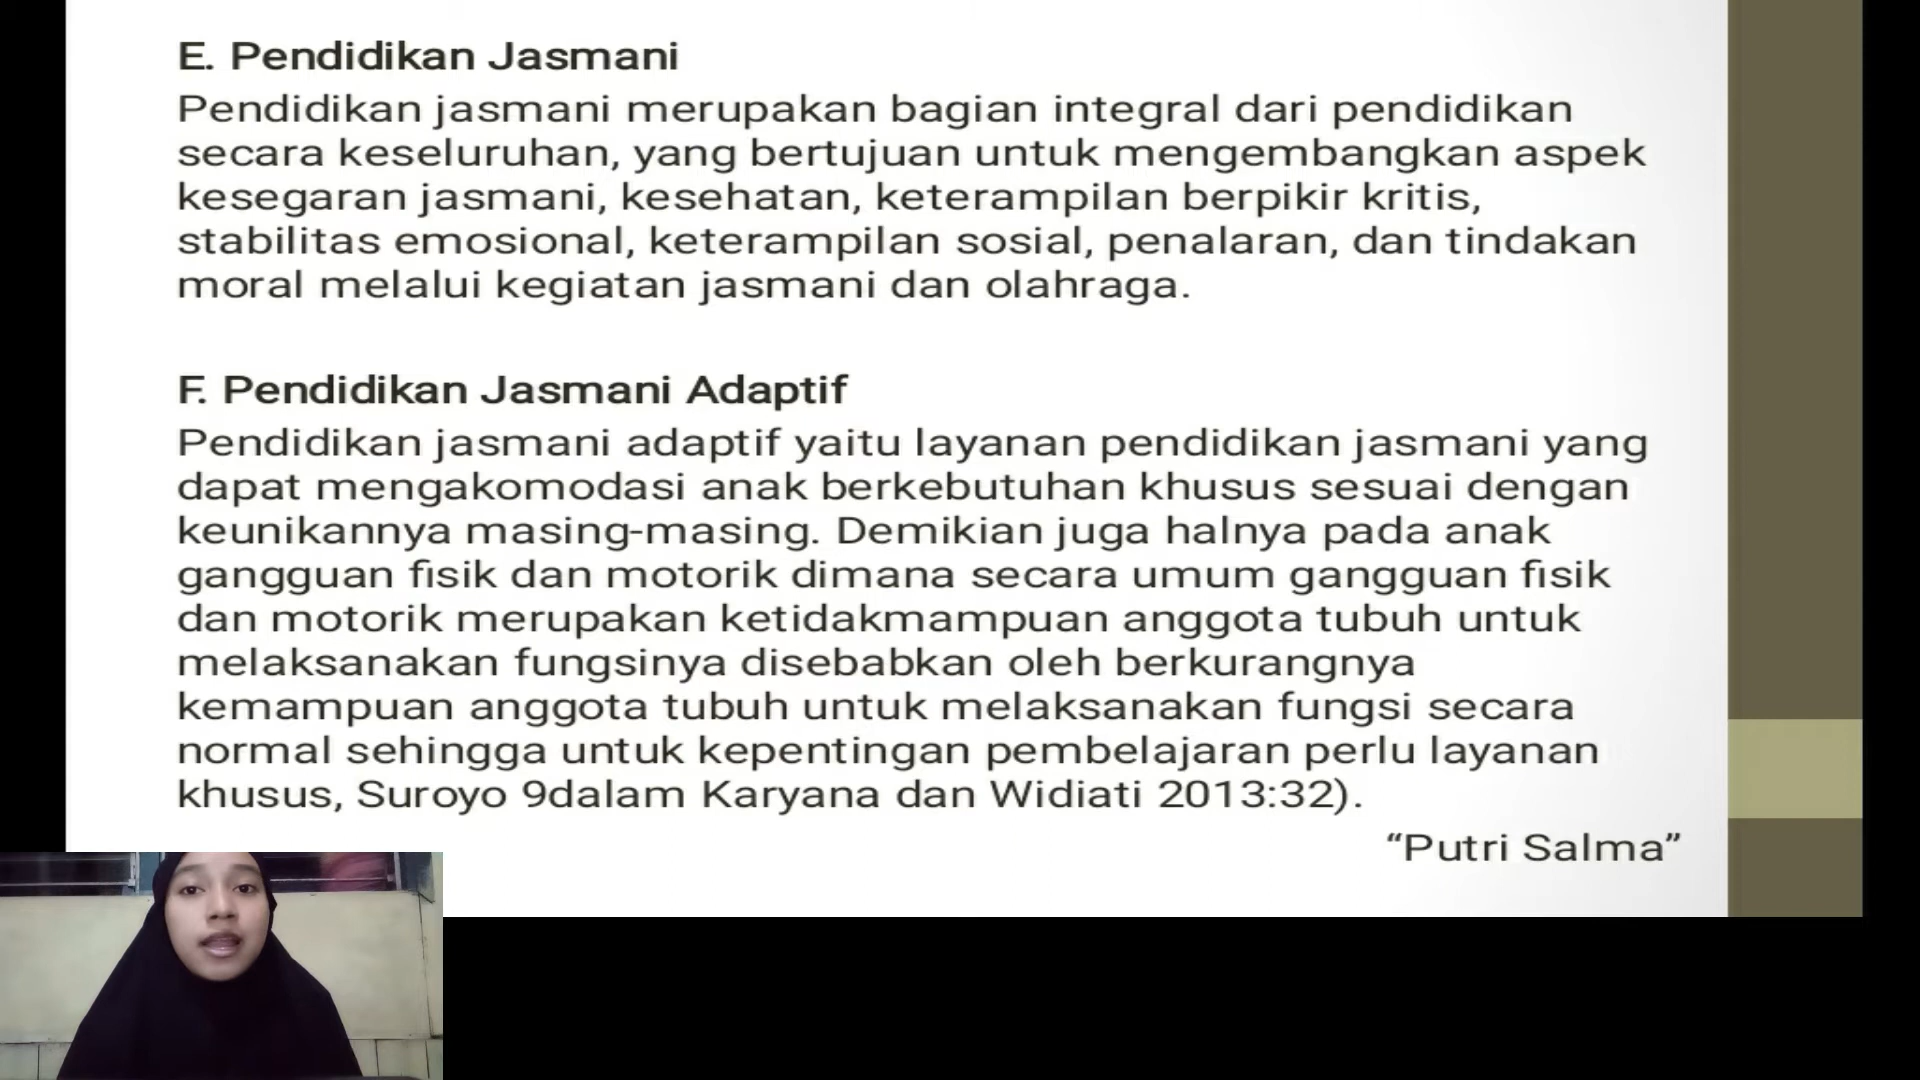 E. Pendidikan Jasmani
Pendidikan jasmani merupakan bagian integral dari pendidikan
secara keseluruhan, yang bertujuan untuk mengembangkan aspek
kesegaran jasmani, kesehatan, keterampilan berpikir kritis,
stabilitas emosional, keterampilan sosial, penalaran, dan tindakan
moral melalui kegiatan jasmani dan olahraga.
F. Pendidikan Jasmani Adaptif
Pendidikan jasmani adaptif yaitu layanan pendidikan jasmani yang
dapat mengakomodasi anak berkebutuhan khusus sesuai dengan
keunikannya masing-masing. Demikian juga halnya pada anak
gangguan fisik dan motorik dimana secara umum gangguan fisik
dan motorik merupakan ketidakmampuan anggota tubuh untuk
melaksanakan fungsinya disebabkan oleh berkurangnya
kemampuan anggota tubuh untuk melaksanakan fungsi secara
normal sehingga untuk kepentingan pembelajaran perlu layanan
khusus, Suroyo 9dalam Karyana dan Widiati 2013:32).
“Putri Salma”